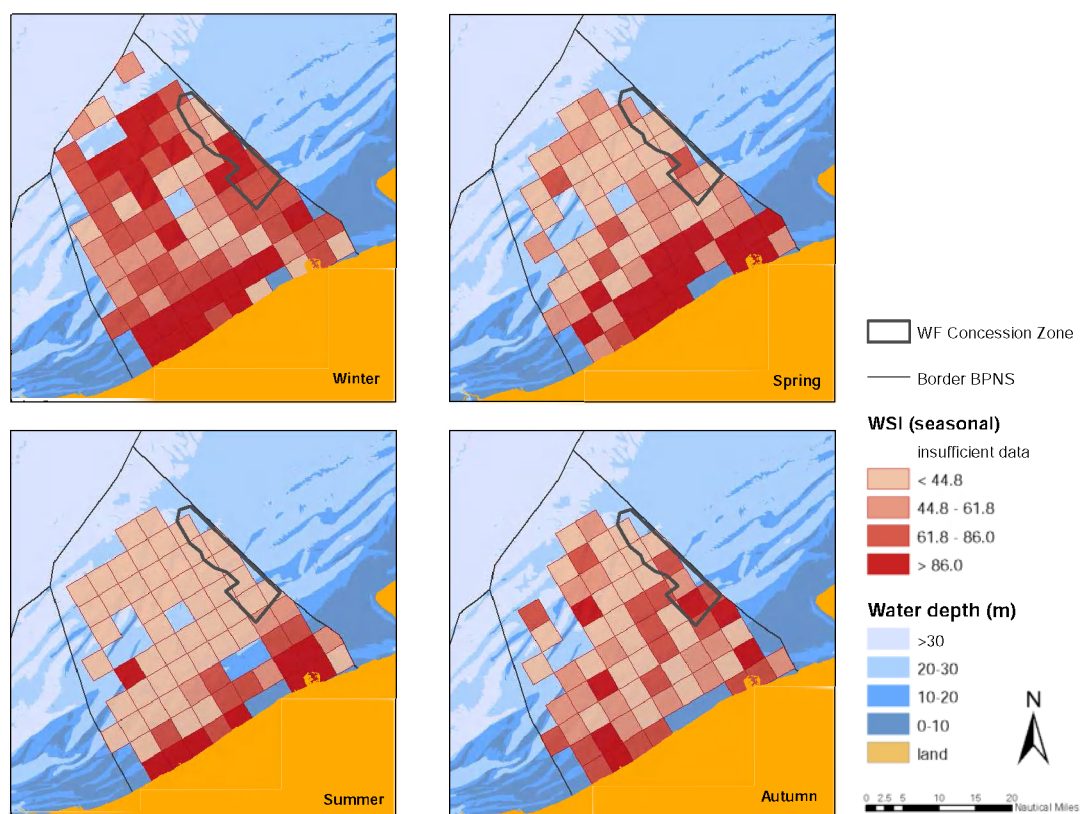 Winter
Spring
Summer
Autumn
WF Concession Zone
Border BPNS
WSI (seasonal)
insufficient data
< 44.8
44.8 - 61.8
61.8 - 86.0
> 86.0
Water depth (m)
>30
20-30
10-20
0-10
land
N
0 2.5 5 10 15 20
Nautical Miles